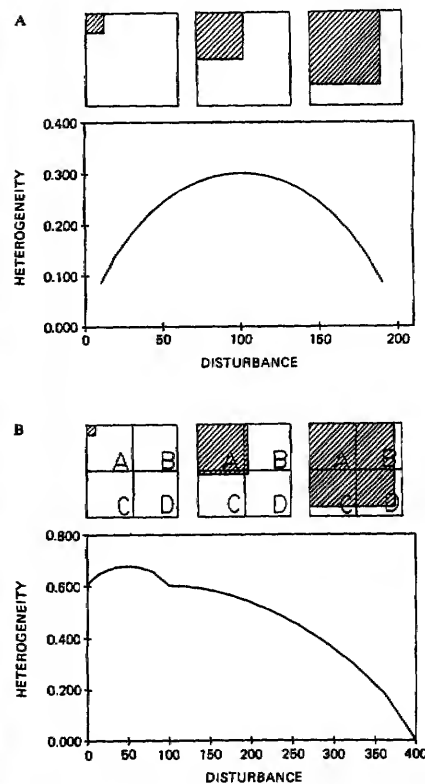 A
0.400
0.300
0.200
0.100
0.000
HETEROGENEITY
0 50 100 150 200
DISTURBANCE
B
A B A B A B
C D C D C D
0.800
0.600
0.400
0.200
0.000
HETEROGENEITY
0 50 100 150 200 250 300 350 400
DISTURBANCE